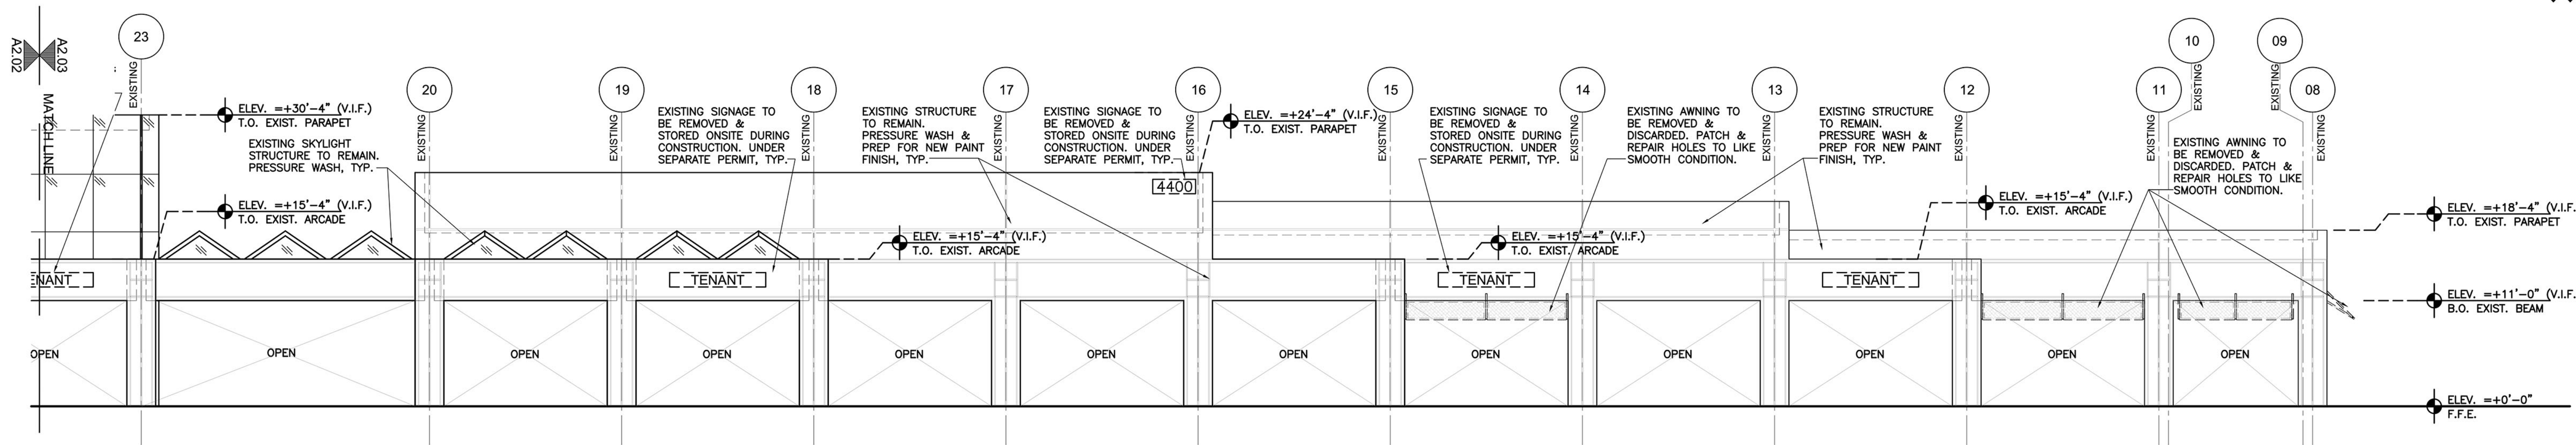 A2.03
A2.02
MATCH LINE
23
20
19
18
17
16
15
14
13
12
11
10
09
08
EXISTING
EXISTING
EXISTING
EXISTING
EXISTING
EXISTING
EXISTING
EXISTING
EXISTING
EXISTING
EXISTING
EXISTING
EXISTING
EXISTING
ELEV. =+30'-4" (V.I.F.)
T.O. EXIST. PARAPET
EXISTING SKYLIGHT
STRUCTURE TO REMAIN.
PRESSURE WASH, TYP.
ELEV. =+15'-4" (V.I.F.)
T.O. EXIST. ARCADE
EXISTING SIGNAGE TO
BE REMOVED &
STORED ONSITE DURING
CONSTRUCTION. UNDER
SEPARATE PERMIT, TYP.
EXISTING STRUCTURE
TO REMAIN.
PRESSURE WASH &
PREP FOR NEW PAINT
FINISH, TYP.
EXISTING SIGNAGE TO
BE REMOVED &
STORED ONSITE DURING
CONSTRUCTION. UNDER
SEPARATE PERMIT, TYP.
ELEV. =+24'-4" (V.I.F.)
T.O. EXIST. PARAPET
4400
ELEV. =+15'-4" (V.I.F.)
T.O. EXIST. ARCADE
EXISTING SIGNAGE TO
BE REMOVED &
STORED ONSITE DURING
CONSTRUCTION. UNDER
SEPARATE PERMIT, TYP.
EXISTING AWNING TO
BE REMOVED &
DISCARDED. PATCH &
REPAIR HOLES TO LIKE
SMOOTH CONDITION.
ELEV. =+15'-4" (V.I.F.)
T.O. EXIST. ARCADE
EXISTING STRUCTURE
TO REMAIN.
PRESSURE WASH &
PREP FOR NEW PAINT
FINISH, TYP.
ELEV. =+15'-4" (V.I.F.)
T.O. EXIST. ARCADE
EXISTING AWNING TO
BE REMOVED &
DISCARDED. PATCH &
REPAIR HOLES TO LIKE
SMOOTH CONDITION.
ELEV. =+18'-4" (V.I.F.
T.O. EXIST. PARAPET
ELEV. =+11'-0" (V.I.F.
B.O. EXIST. BEAM
ELEV. =+0'-0"
F.F.E.
ENANT
TENANT
TENANT
TENANT
OPEN
OPEN
OPEN
OPEN
OPEN
OPEN
OPEN
OPEN
OPEN
OPEN
OPEN
OPEN